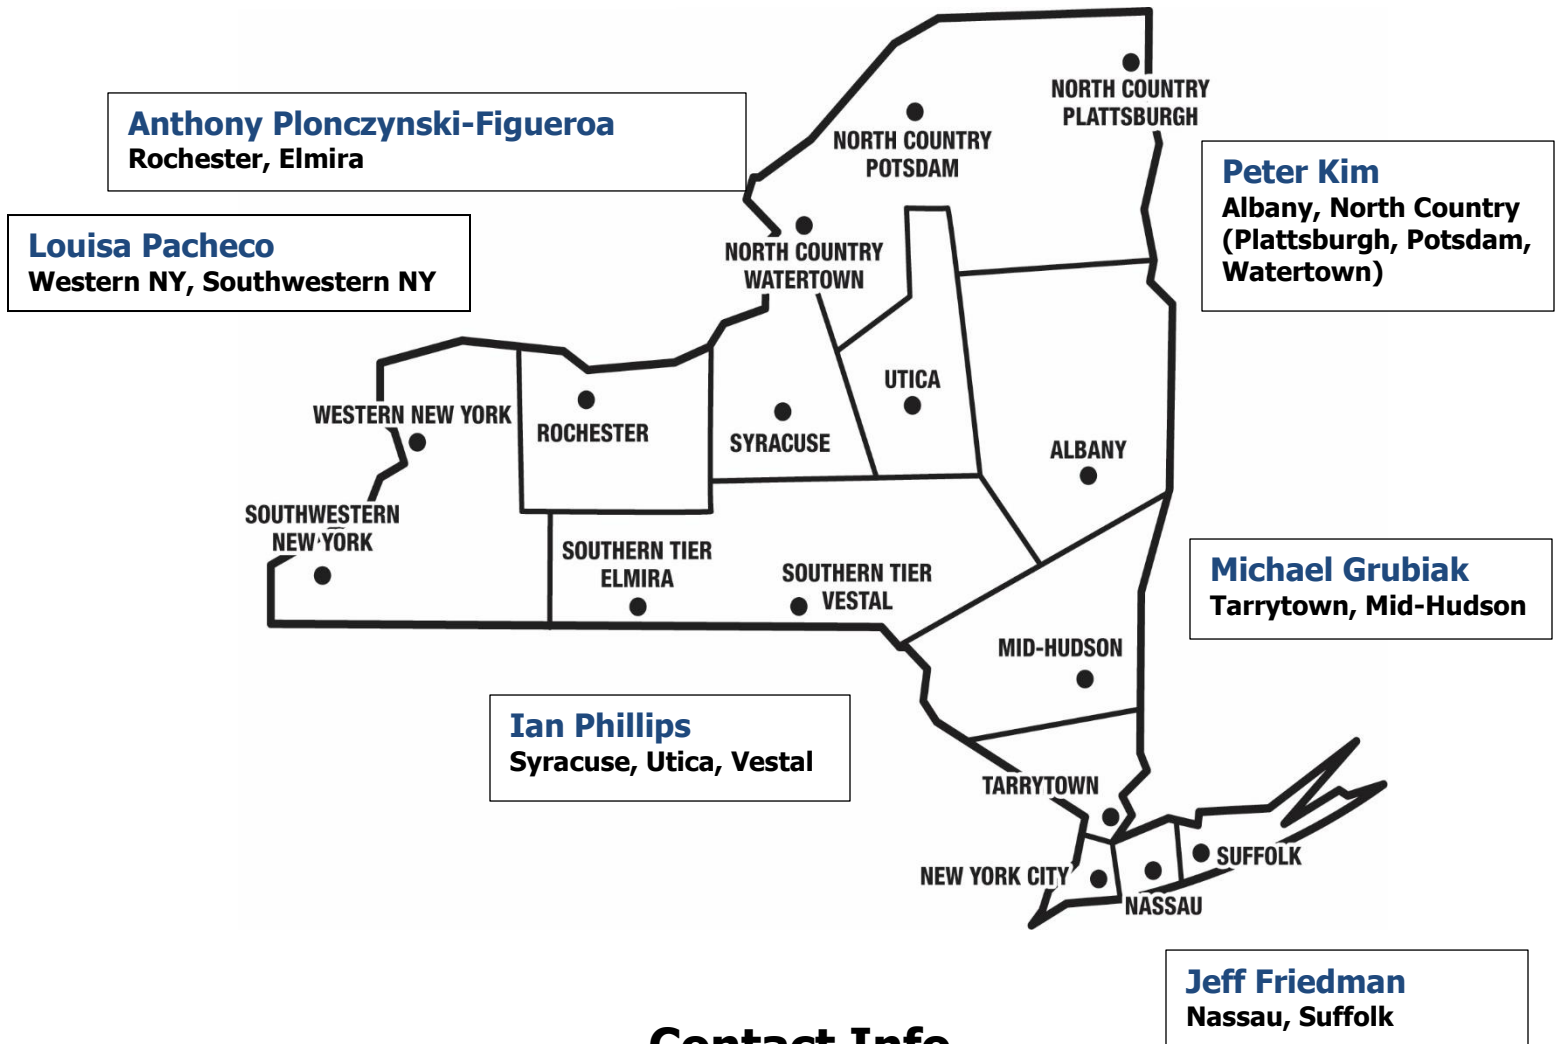 NORTH COUNTRY
PLATTSBURGH
Anthony Plonczynski-Figueroa
Rochester, Elmira
NORTH COUNTRY
POTSDAM
Peter Kim
Albany, North Country
(Plattsburgh, Potsdam,
Watertown)
Louisa Pacheco
Western NY, Southwestern NY
NORTH COUNTRY
WATERTOWN
UTICA
WESTERN NEW YORK
ROCHESTER
SYRACUSE
ALBANY
SOUTHWESTERN
NEW YORK
SOUTHERN TIER
ELMIRA
SOUTHERN TIER
VESTAL
Michael Grubiak
Tarrytown, Mid-Hudson
MID-HUDSON
Ian Phillips
Syracuse, Utica, Vestal
TARRYTOWN
SUFFOLK
NEW YORK CITY
NASSAU
Jeff Friedman
Nassau, Suffolk
Contact Info